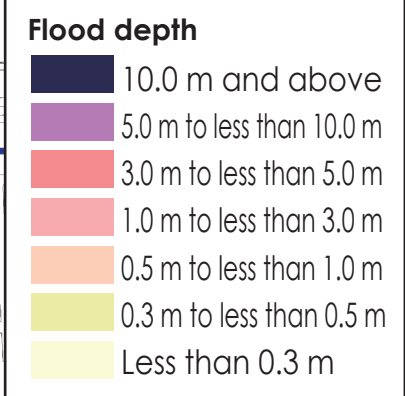 Flood depth
10.0 m and above
5.0 m to less than 10.0 m
3.0 m to less than 5.0 m
1.0 m to less than 3.0 m
0.5 m to less than 1.0 m
0.3 m to less than 0.5 m
Less than 0.3 m